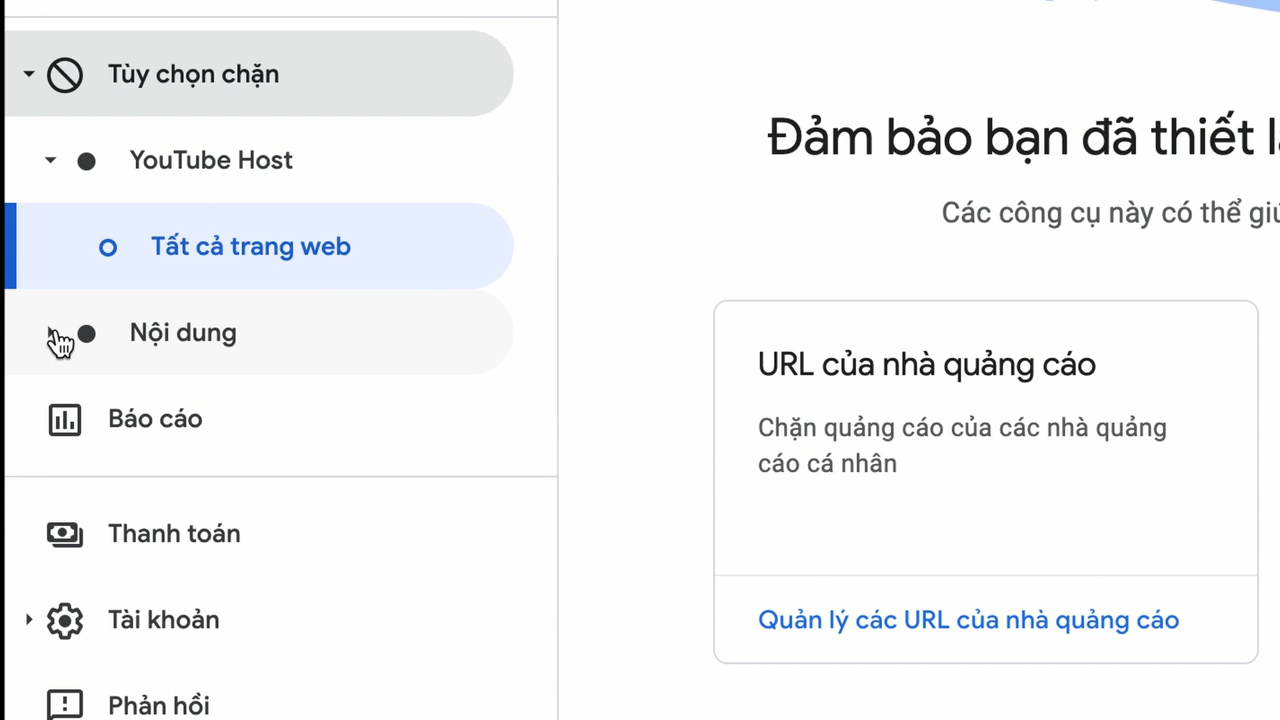 Tùy chọn chặn
YouTube Host
Tất cả trang web
Nội dung
Báo cáo
Thanh toán
Tài khoản
Phản hồi
Đảm bảo bạn đã thiết
Các công cụ này có thể
URL của nhà quảng cáo
Chặn quảng cáo của các nhà quảng
cáo cá nhân
Quản lý các URL của nhà quảng cáo